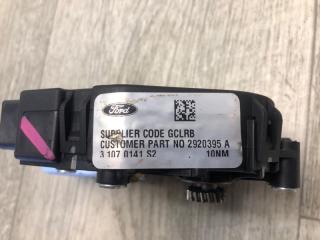 Ford
SUPPLIER CODE GCLRB
CUSTOMER PART NO 2920395 A
3 107 0141 S2 10NM